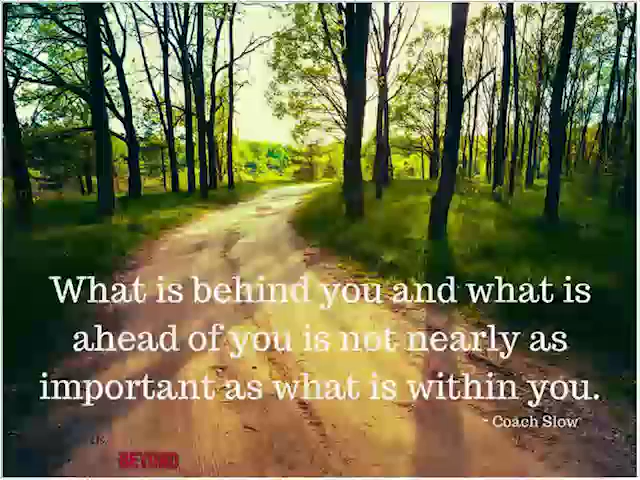 What is behind you and what is
ahead of you is not nearly as
important as what is within you.
- Coach Slow
BEYOND